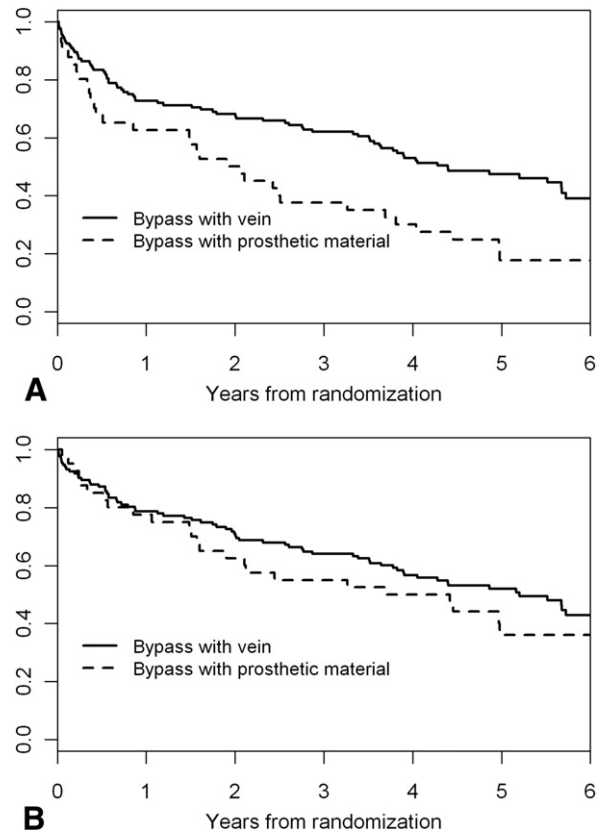 1.0
0.8
0.6
0.4
0.2
0.0
Bypass with vein
Bypass with prosthetic material
0 1 2 3 4 5 6
A
Years from randomization
1.0
0.8
0.6
0.4
0.2
0.0
Bypass with vein
Bypass with prosthetic material
0 1 2 3 4 5 6
B
Years from randomization